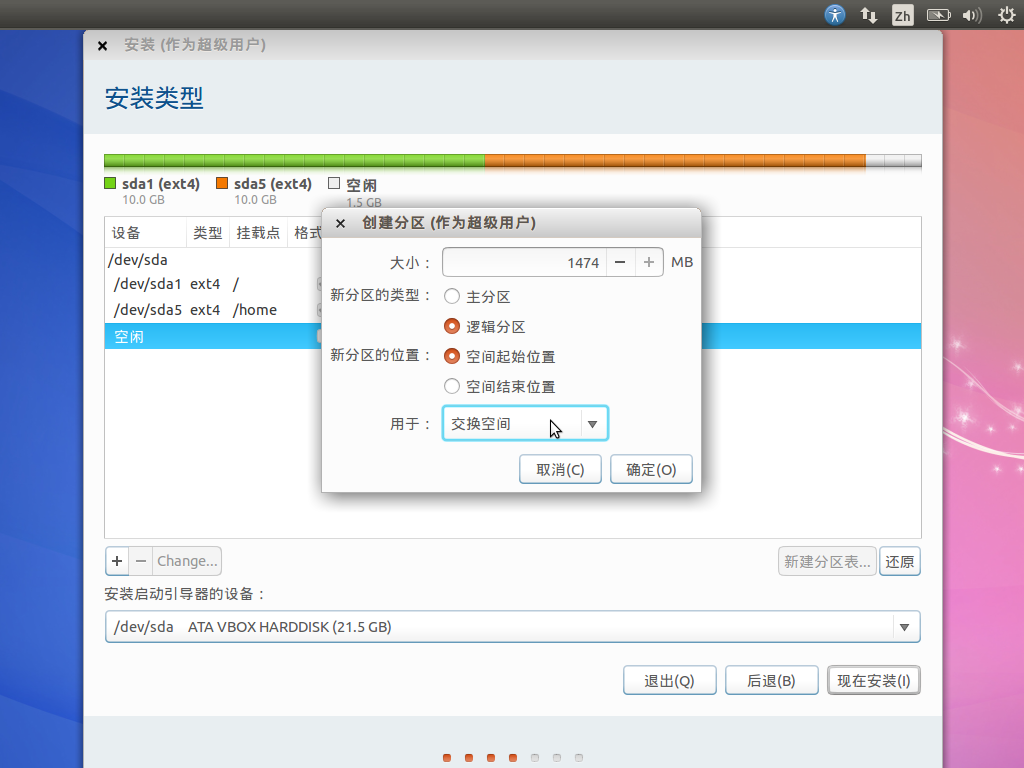 Zh
安装 (作为超级用户)
安装类型
sda1 (ext4)
10.0 GB
sda5 (ext4)
10.0 GB
空闲
1.5 GB
设备 类型 挂载点 格式
/dev/sda
/dev/sda1 ext4 /
/dev/sda5 ext4 /home
空闲
创建分区 (作为超级用户)
大小： 1474 − + MB
新分区的类型： 主分区
逻辑分区
新分区的位置： 空间起始位置
空间结束位置
用于： 交换空间
取消(C) 确定(O)
+ − Change... 新建分区表... 还原
安装启动引导器的设备：
/dev/sda ATA VBOX HARDDISK (21.5 GB)
退出(Q) 后退(B) 现在安装(I)